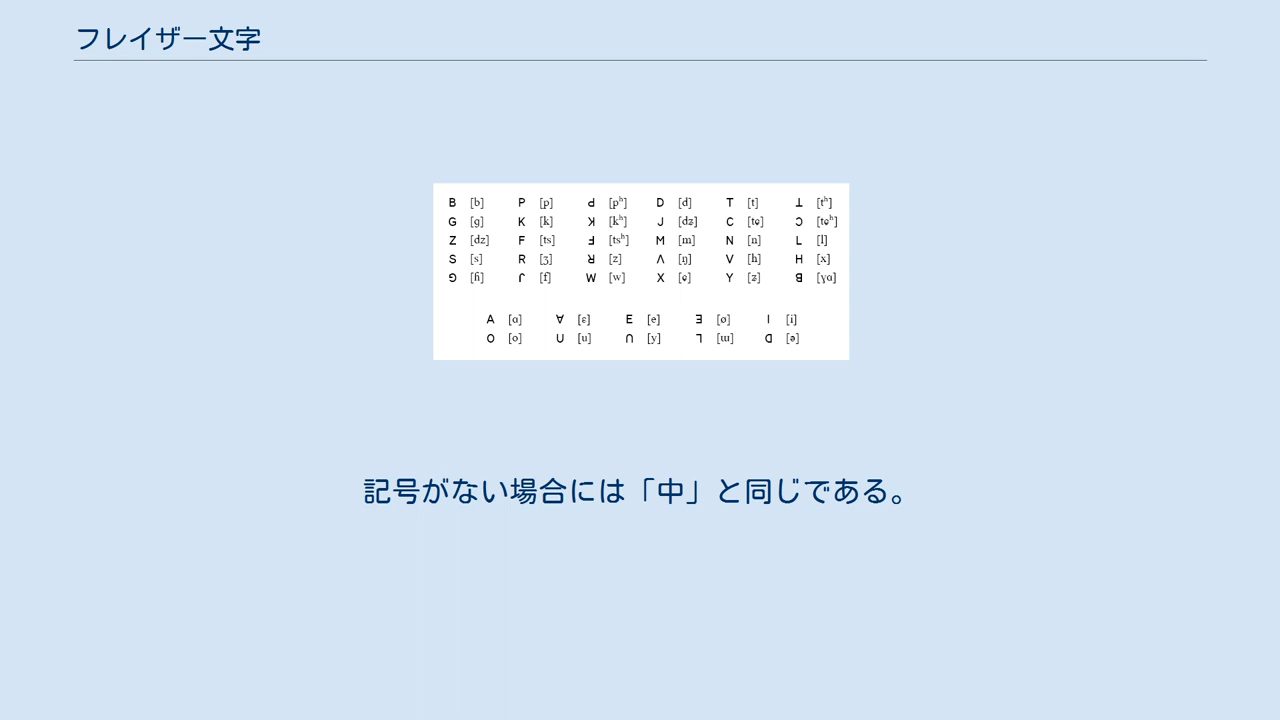 フレイザー文字
B [b] P [p] ꓒ [pʰ] D [d] T [t] ꓕ [tʰ]
G [g] K [k] ꓘ [kʰ] J [dʑ] C [tɕ] ꓛ [tɕʰ]
Z [dz] F [ts] ꓞ [tsʰ] M [m] N [n] L [l]
S [s] R [ʒ] ꓤ [z] Ʌ [ŋ] V [h] H [x]
ꓨ [ɦ] ꓩ [f] W [w] X [ɕ] Y [ʑ] ꓭ [ɣɑ]
A [ɑ] Ɐ [ɛ] E [e] Ǝ [ø] I [i]
O [o] U [u] ꓵ [y] ꓶ [ɯ] ꓷ [ə]
記号がない場合には「中」と同じである。